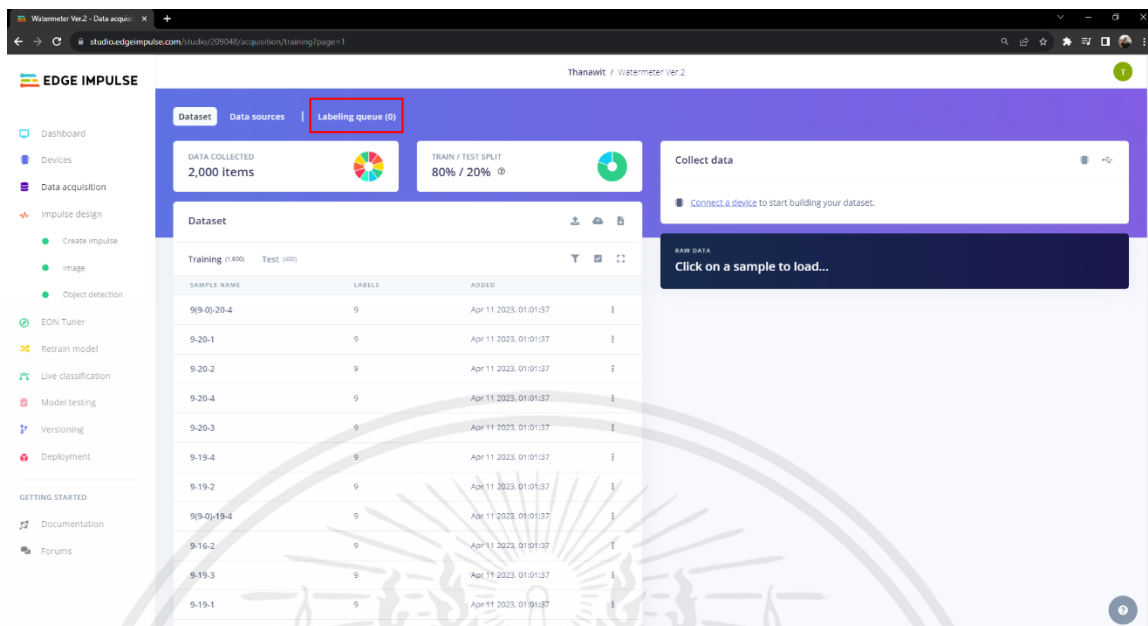 Watermeter Ver.2 - Data acquisi
studio.edgeimpulse.com/studio/209048/acquisition/training?page=1
EDGE IMPULSE
Thanawit / Watermeter Ver.2
T
Dashboard
Devices
Data acquisition
Impulse design
Create impulse
Image
Object detection
EON Tuner
Retrain model
Live classification
Model testing
Versioning
Deployment
GETTING STARTED
Documentation
Forums
Dataset Data sources | Labeling queue (0)
DATA COLLECTED
2,000 items
TRAIN / TEST SPLIT
80% / 20%
Dataset
Training (1,600) Test (400)
SAMPLE NAME LABELS ADDED
9(9-0)-20-4 9 Apr 11 2023, 01:01:37
9-20-1 9 Apr 11 2023, 01:01:37
9-20-2 9 Apr 11 2023, 01:01:37
9-20-4 9 Apr 11 2023, 01:01:37
9-20-3 9 Apr 11 2023, 01:01:37
9-19-4 9 Apr 11 2023, 01:01:37
9-19-2 9 Apr 11 2023, 01:01:37
9(9-0)-19-4 9 Apr 11 2023, 01:01:37
9-16-2 9 Apr 11 2023, 01:01:37
9-19-3 9 Apr 11 2023, 01:01:37
9-19-1 9 Apr 11 2023, 01:01:37
Collect data
Connect a device to start building your dataset.
RAW DATA
Click on a sample to load...